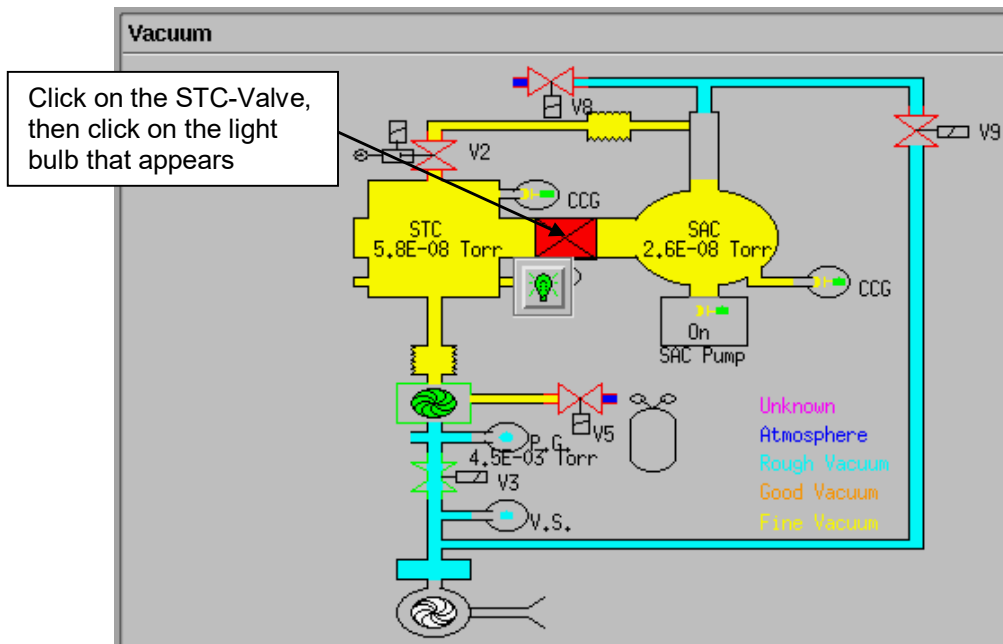 Vacuum
Click on the STC-Valve,
then click on the light
bulb that appears
V8
V9
V2
CCG
STC
5.8E-08 Torr
SAC
2.6E-08 Torr
CCG
On
SAC Pump
V5
P.G.
4.5E-03 Torr
V3
V.S.
Unknown
Atmosphere
Rough Vacuum
Good Vacuum
Fine Vacuum